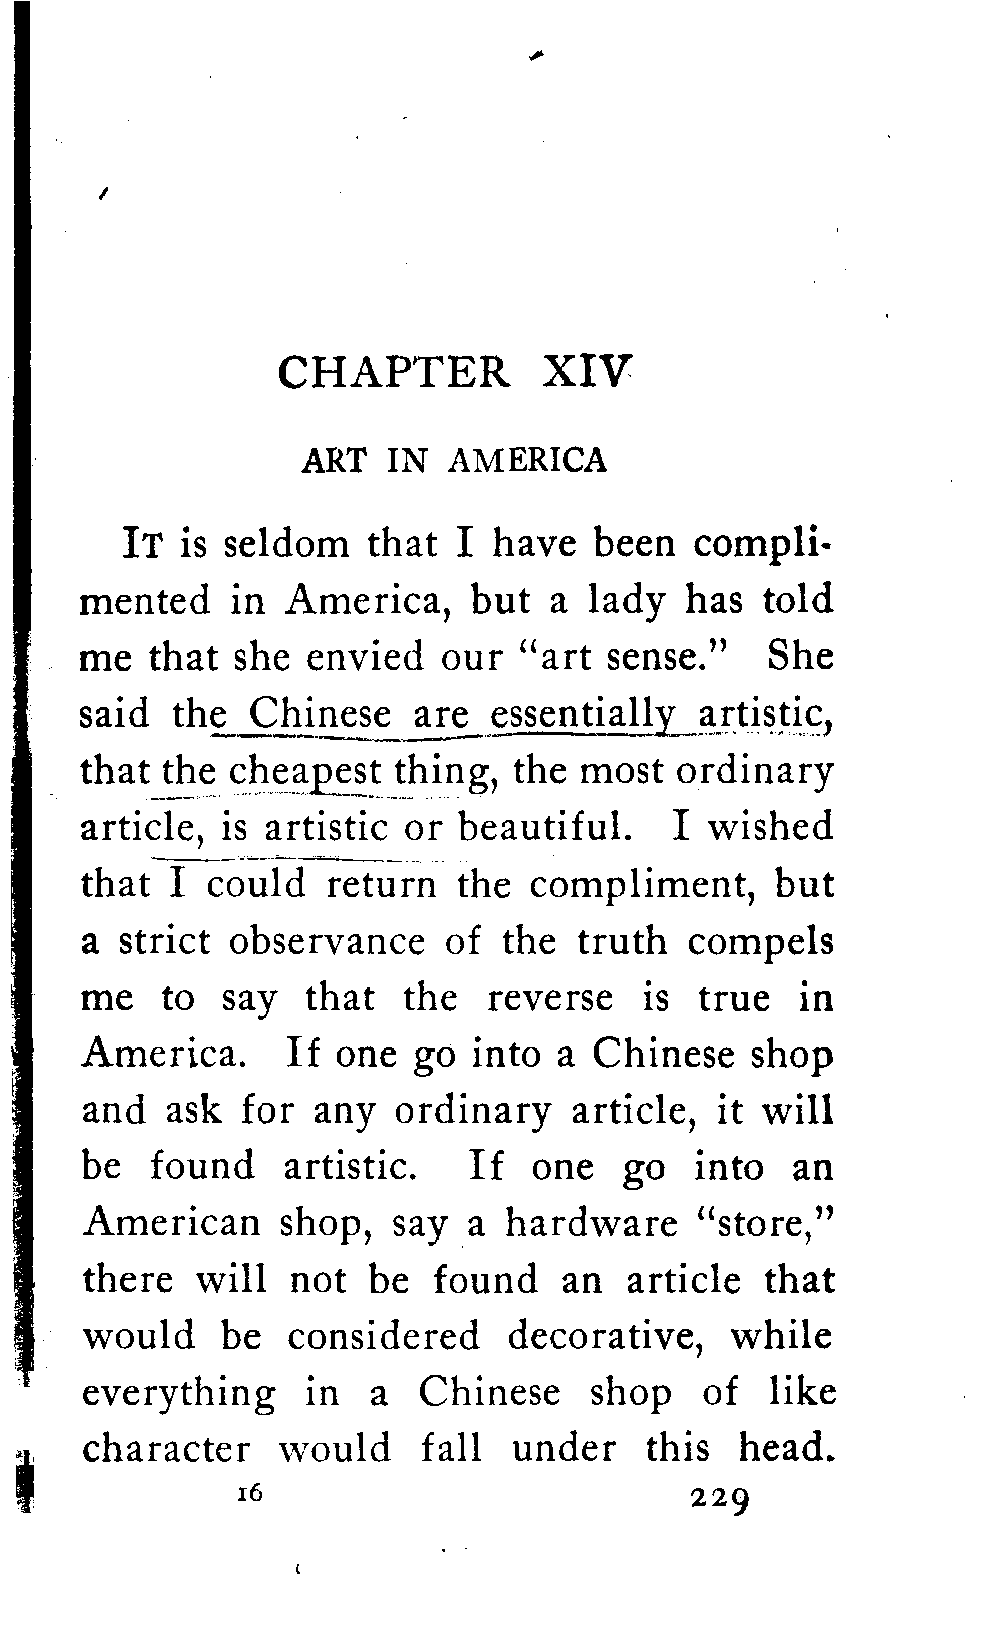 CHAPTER XIV
ART IN AMERICA
IT is seldom that I have been compli-
mented in America, but a lady has told
me that she envied our “art sense.” She
said the Chinese are essentially artistic,
that the cheapest thing, the most ordinary
article, is artistic or beautiful. I wished
that I could return the compliment, but
a strict observance of the truth compels
me to say that the reverse is true in
America. If one go into a Chinese shop
and ask for any ordinary article, it will
be found artistic. If one go into an
American shop, say a hardware “store,”
there will not be found an article that
would be considered decorative, while
everything in a Chinese shop of like
character would fall under this head.
16 229